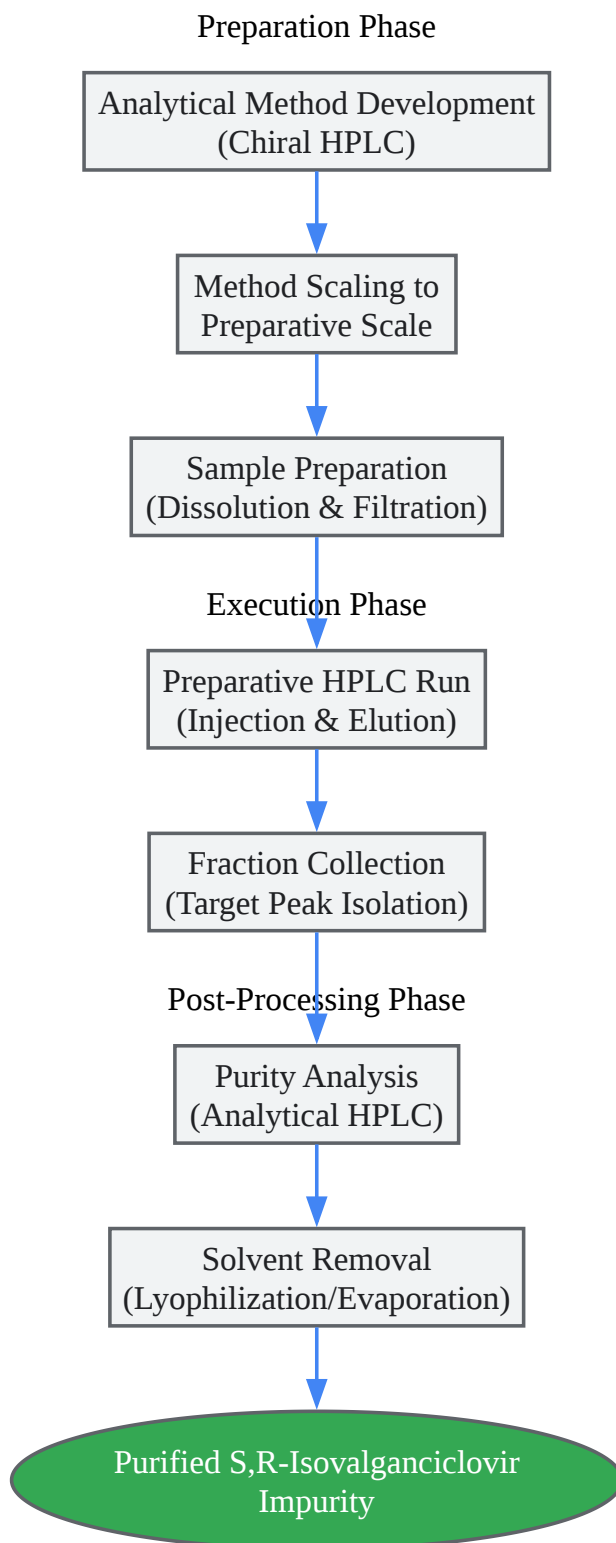 Preparation Phase
Analytical Method Development
(Chiral HPLC)
Method Scaling to
Preparative Scale
Sample Preparation
(Dissolution & Filtration)
Execution Phase
Preparative HPLC Run
(Injection & Elution)
Fraction Collection
(Target Peak Isolation)
Post-Processing Phase
Purity Analysis
(Analytical HPLC)
Solvent Removal
(Lyophilization/Evaporation)
Purified S,R-Isovalganciclovir
Impurity